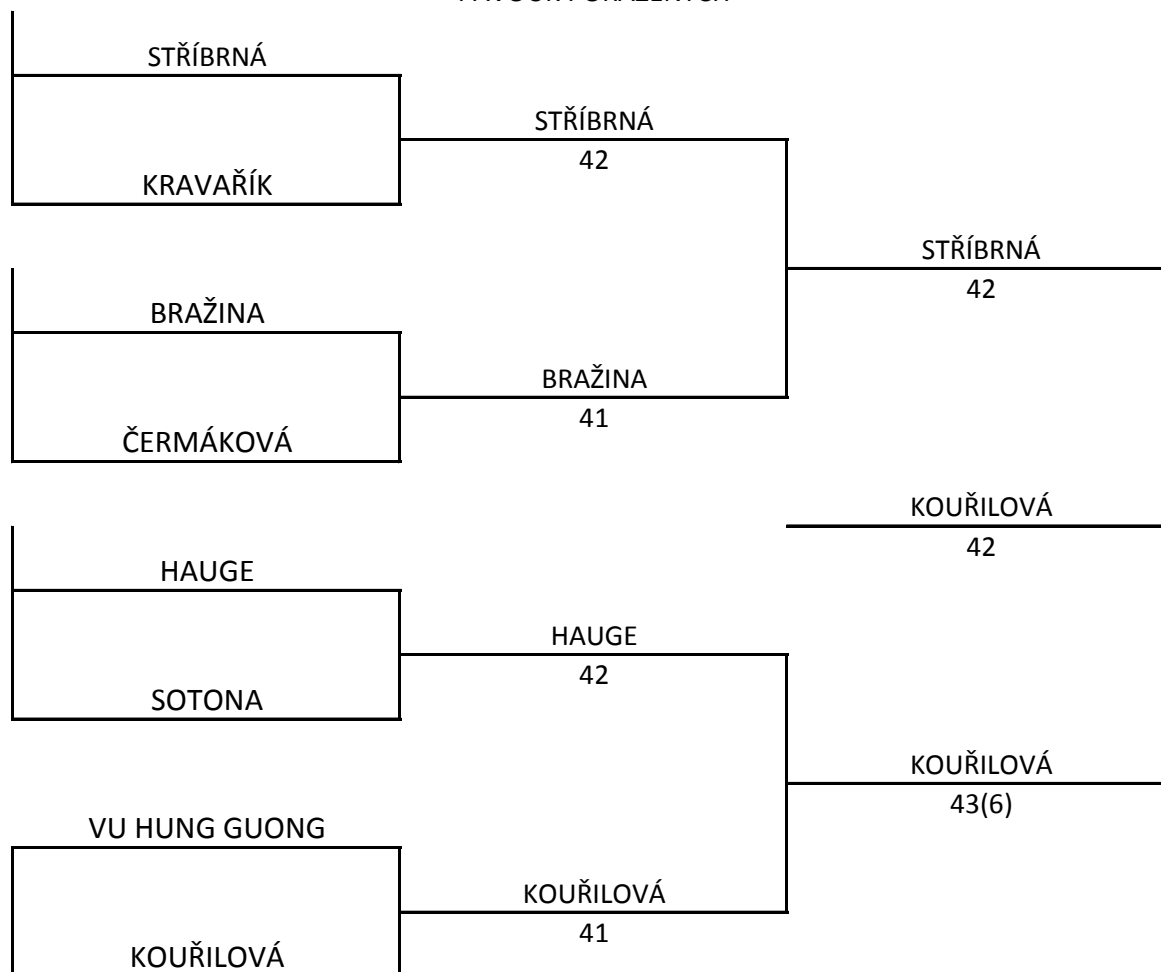 STŘÍBRNÁ
STŘÍBRNÁ
42
KRAVAŘÍK
STŘÍBRNÁ
42
BRAŽINA
BRAŽINA
41
ČERMÁKOVÁ
KOUŘILOVÁ
42
HAUGE
HAUGE
42
SOTONA
KOUŘILOVÁ
43(6)
VU HUNG GUONG
KOUŘILOVÁ
41
KOUŘILOVÁ